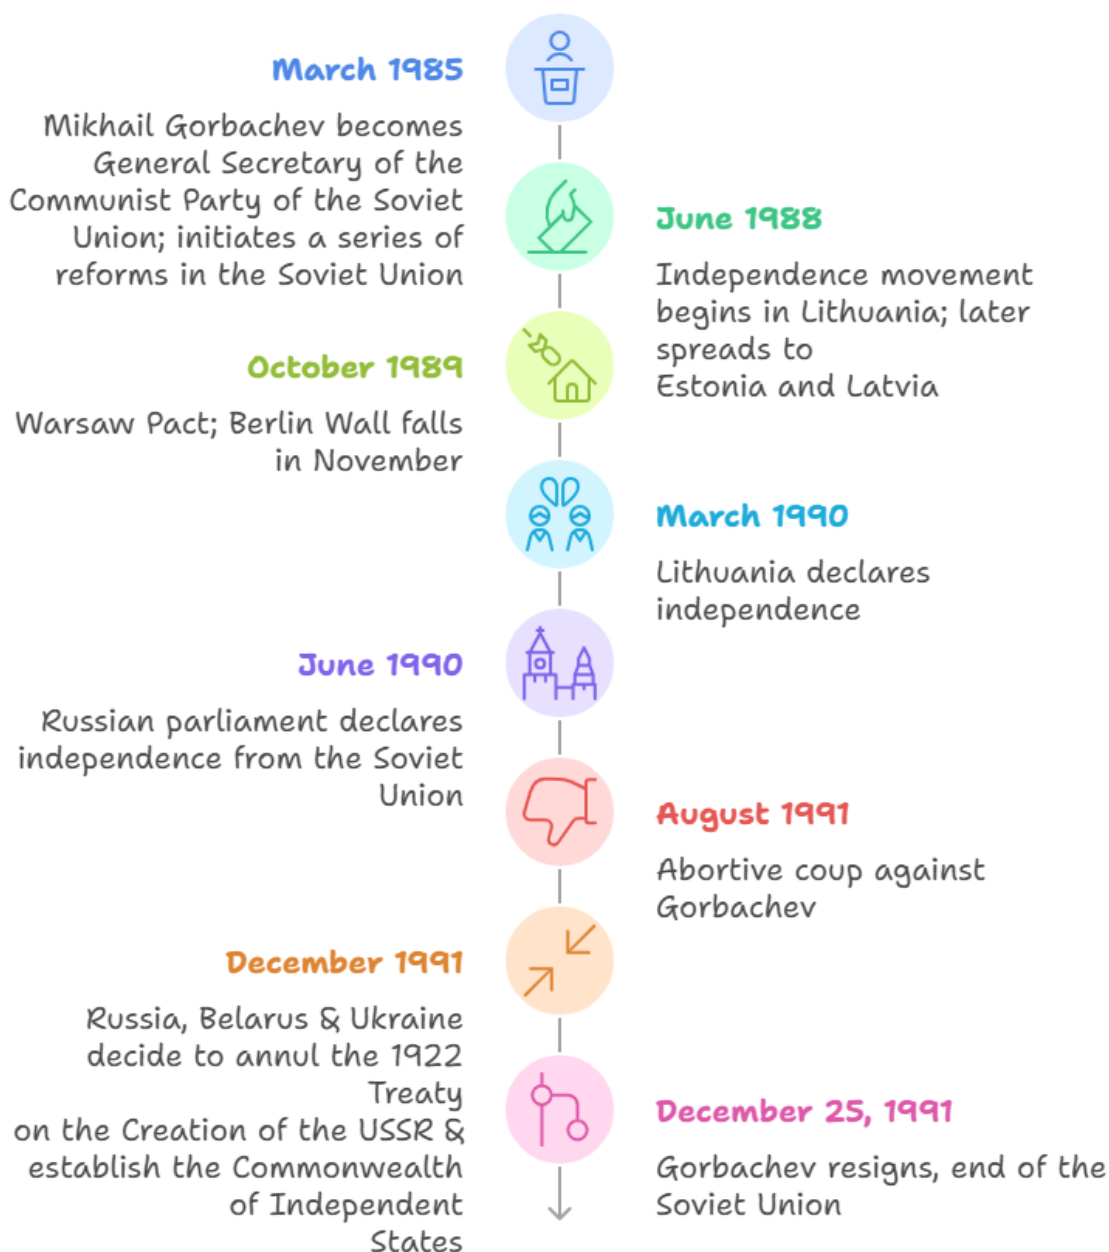 March 1985
Mikhail Gorbachev becomes
General Secretary of the
Communist Party of the Soviet
Union; initiates a series of
reforms in the Soviet Union
June 1988
Independence movement
begins in Lithuania; later
spreads to
Estonia and Latvia
October 1989
Warsaw Pact; Berlin Wall falls
in November
March 1990
Lithuania declares
independence
June 1990
Russian parliament declares
independence from the Soviet
Union
August 1991
Abortive coup against
Gorbachev
December 1991
Russia, Belarus & Ukraine
decide to annul the 1922
Treaty
on the Creation of the USSR &
establish the Commonwealth
of Independent
States
December 25, 1991
Gorbachev resigns, end of the
Soviet Union